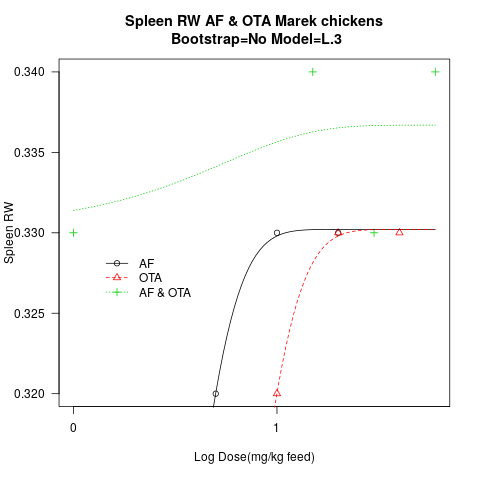 Spleen RW AF & OTA Marek chickens
Bootstrap=No Model=L.3
0.340
0.335
0.330
0.325
0.320
Spleen RW
AF
OTA
AF & OTA
0
1
Log Dose(mg/kg feed)